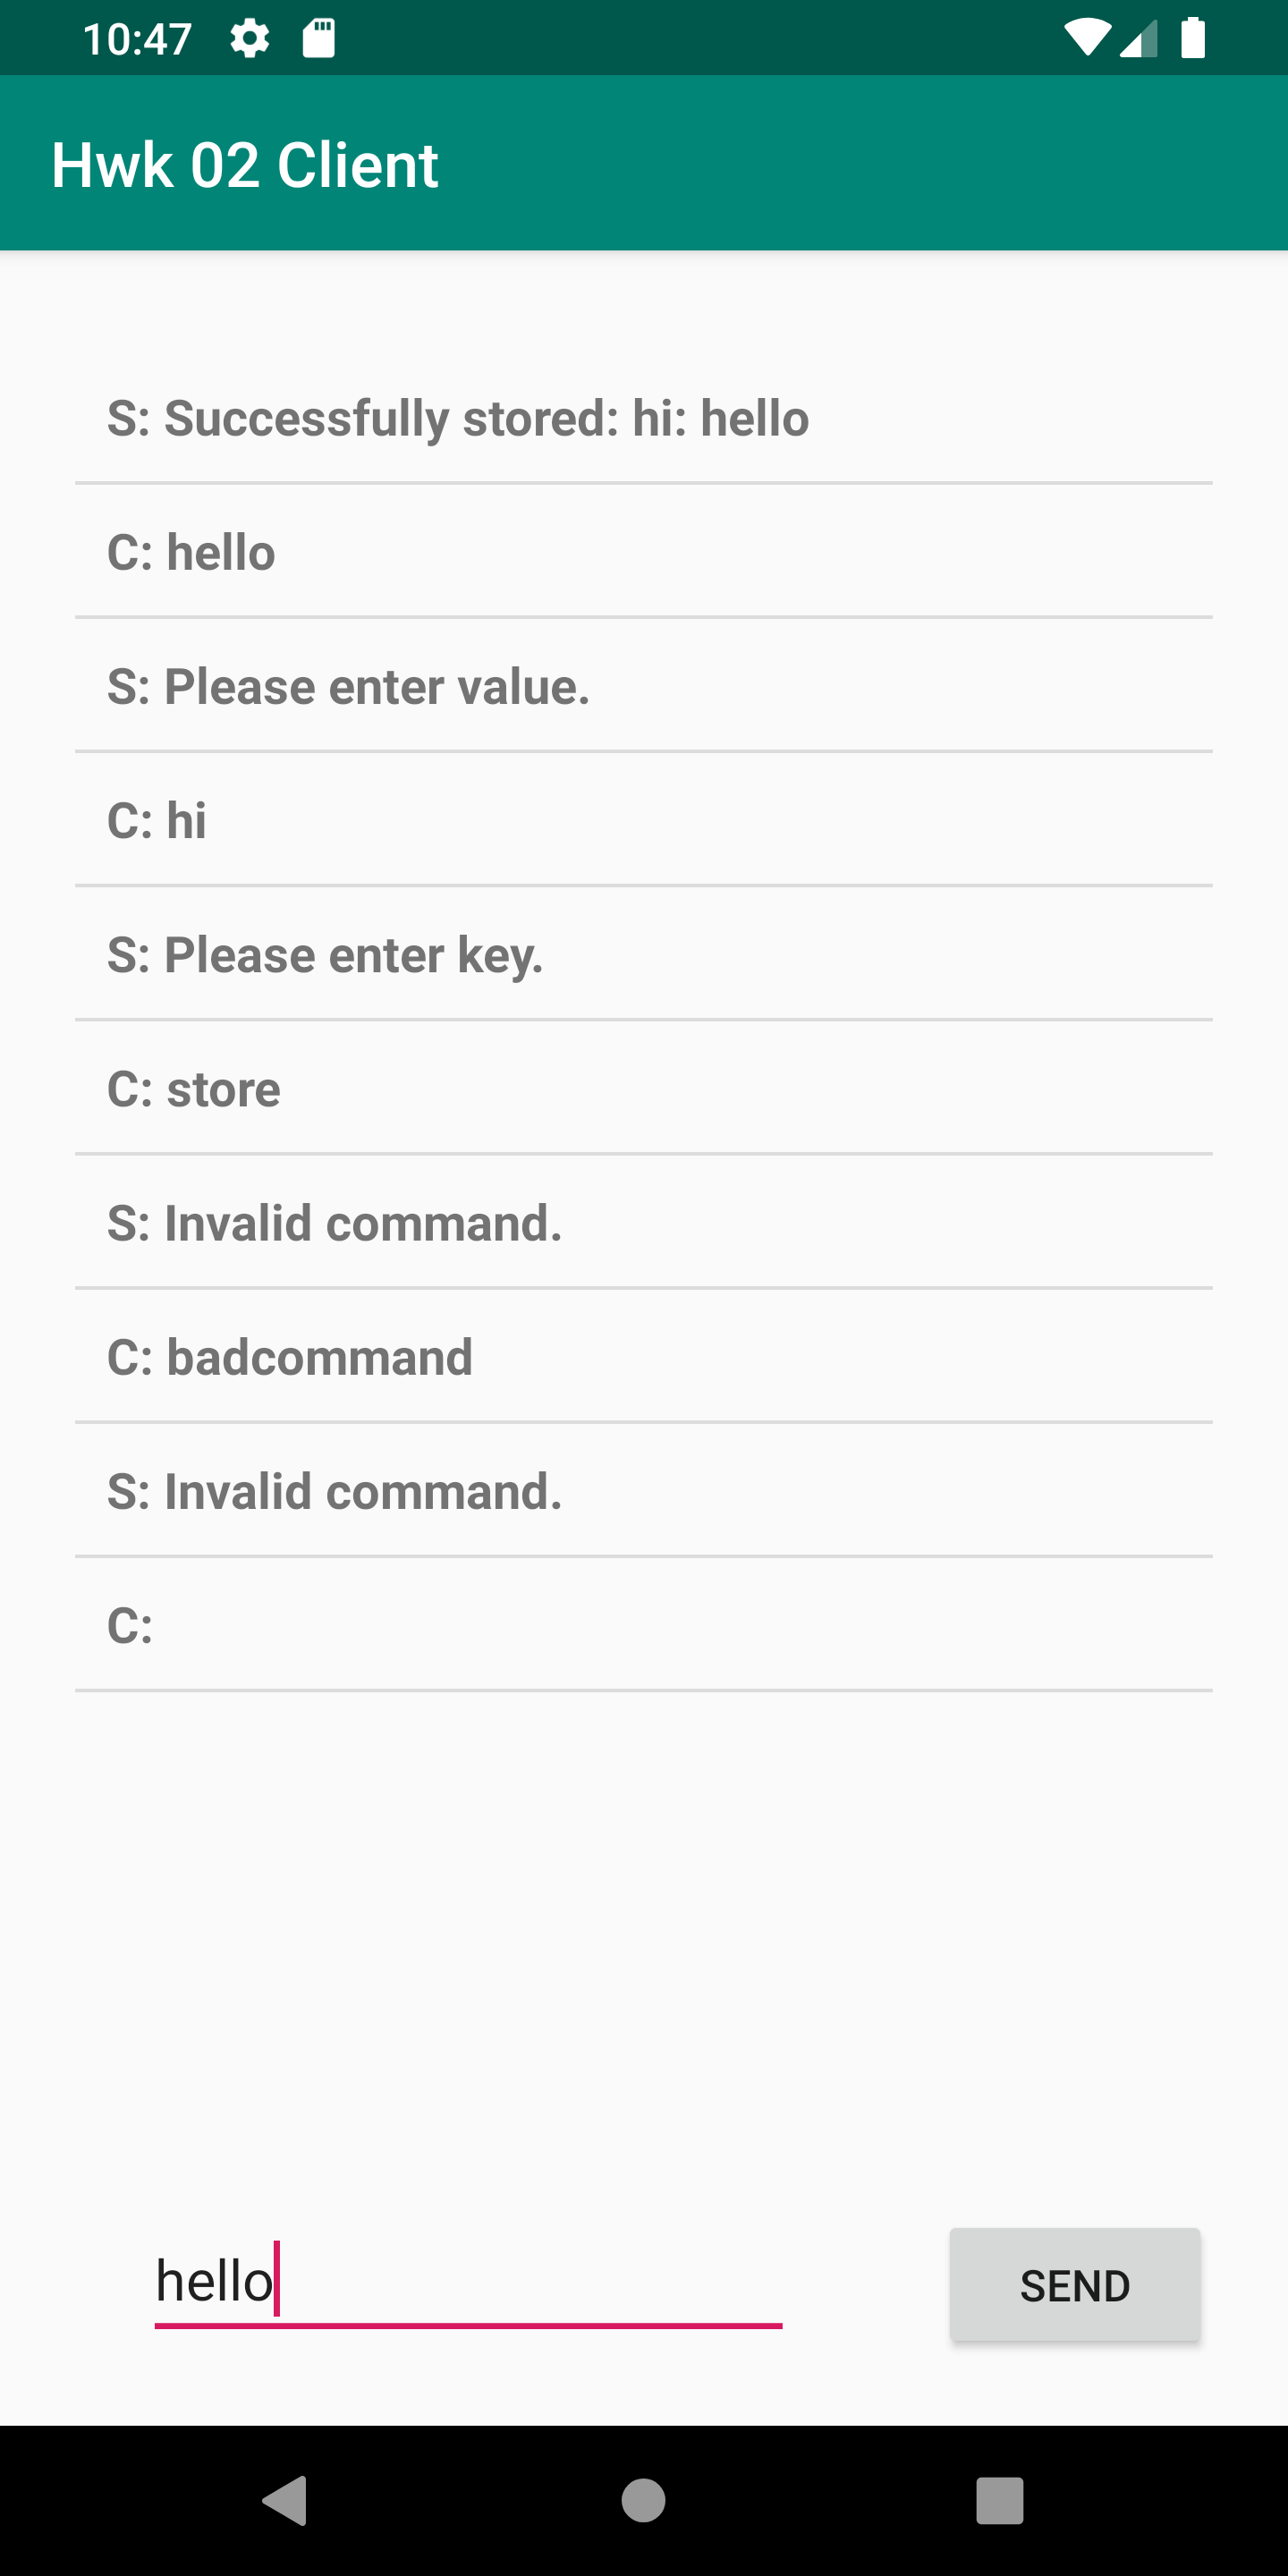 10:47
Hwk 02 Client
S: Successfully stored: hi: hello
C: hello
S: Please enter value.
C: hi
S: Please enter key.
C: store
S: Invalid command.
C: badcommand
S: Invalid command.
C:
hello
SEND